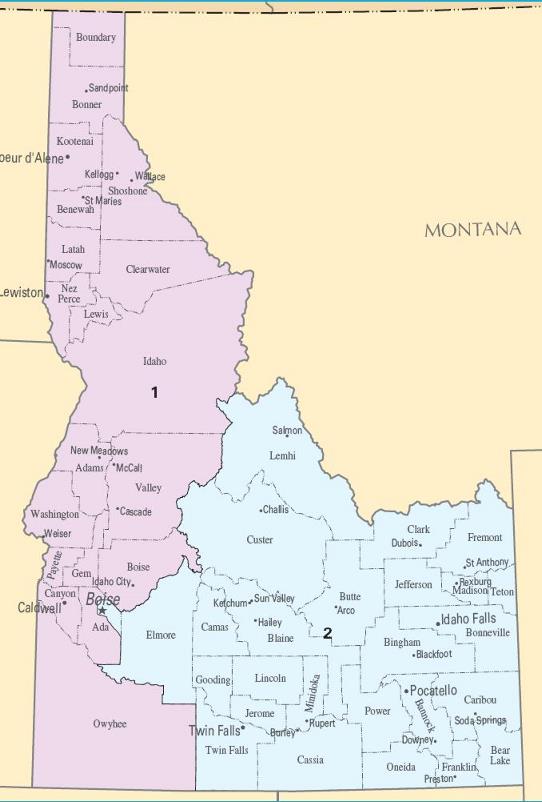 Boundary
Sandpoint
Bonner
Kootenai
oeur d'Alene
Kellogg
Wallace
Shoshone
St Maries
Benewah
MONTANA
Latah
Moscow
Clearwater
Nez
Perce
Lewiston
Lewis
Idaho
1
Salmon
New Meadows
Lemhi
Adams
McCall
Valley
Challis
Cascade
Washington
Weiser
Custer
Clark
Dubois
Fremont
Payette
Boise
St Anthony
Gem
Idaho City
Jefferson
Rexburg
Madison
Teton
Canyon
Boise
Caldwell
Ketchum
Sun Valley
Butte
Arco
Idaho Falls
Ada
Elmore
Camas
Hailey
Blaine
2
Bonneville
Bingham
Blackfoot
Gooding
Lincoln
Minidoka
Pocatello
Caribou
Power
Bannock
Jerome
Owyhee
Rupert
Soda Springs
Twin Falls
Burley
Downey
Twin Falls
Cassia
Bear
Lake
Oneida
Franklin
Preston